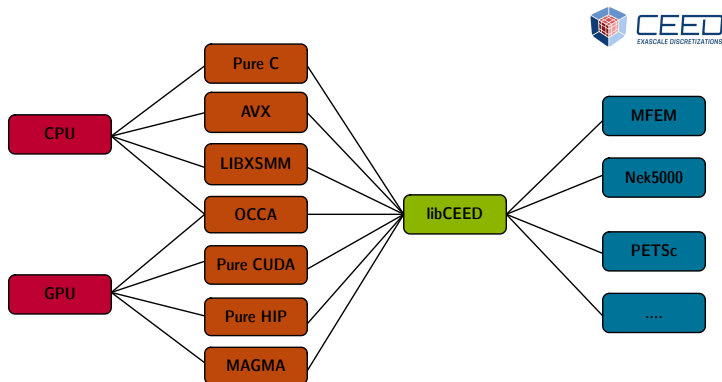 CEED
EXASCALE DISCRETIZATIONS
Pure C
AVX
CPU
MFEM
LIBXSMM
Nek5000
OCCA
libCEED
Pure CUDA
PETSc
GPU
Pure HIP
....
MAGMA